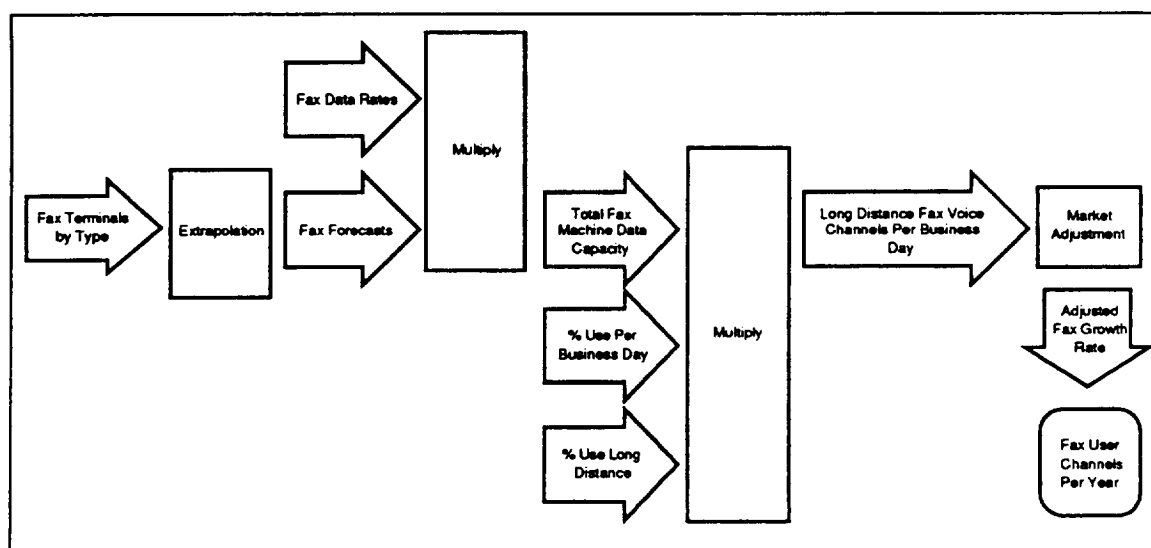 Fax Data Rates
Multiply
Fax Terminals
by Type
Extrapolation
Fax Forecasts
Total Fax
Machine Data
Capacity
% Use Per
Business Day
% Use Long
Distance
Multiply
Long Distance Fax Voice
Channels Per Business
Day
Market
Adjustment
Adjusted
Fax Growth
Rate
Fax User
Channels
Per Year